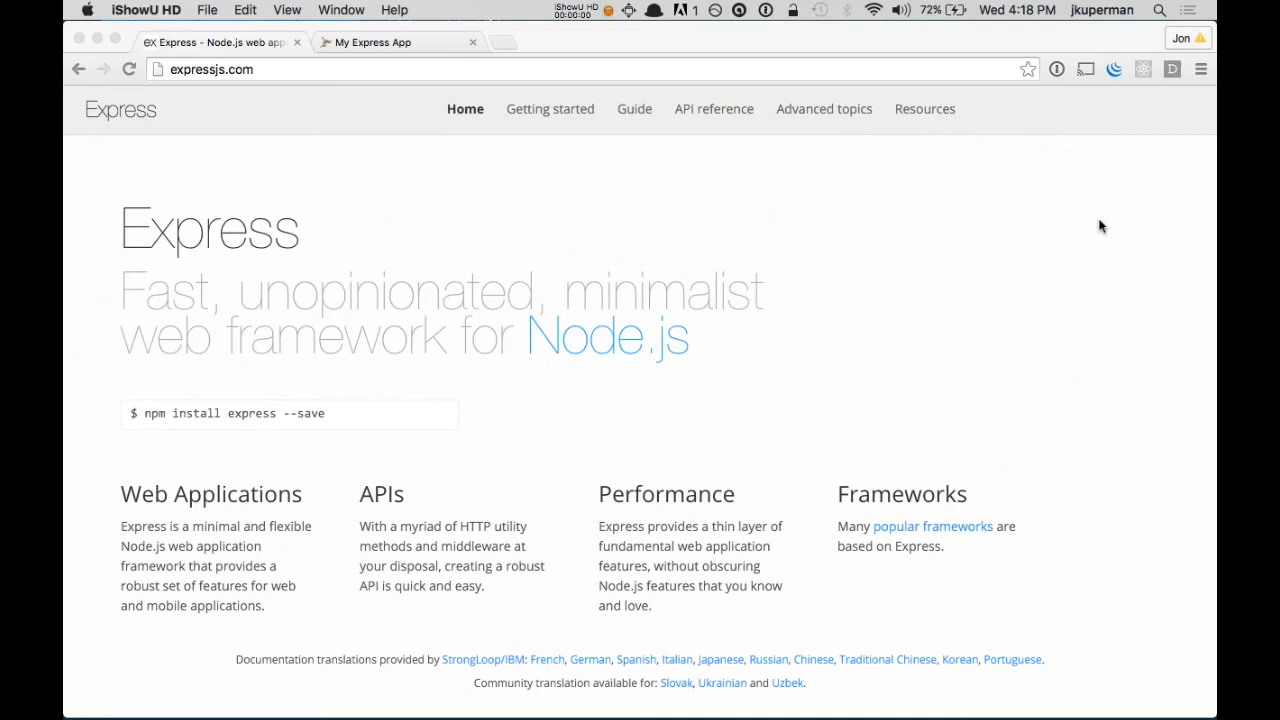 iShowU HD File Edit View Window Help iShowU HD 00:00:00 1 72% Wed 4:18 PM jkuperman
EX Express - Node.js web app My Express App Jon
expressjs.com
Express Home Getting started Guide API reference Advanced topics Resources
Express
Fast, unopinionated, minimalist
web framework for Node.js
$ npm install express --save
Web Applications
Express is a minimal and flexible
Node.js web application
framework that provides a
robust set of features for web
and mobile applications.
APIs
With a myriad of HTTP utility
methods and middleware at
your disposal, creating a robust
API is quick and easy.
Performance
Express provides a thin layer of
fundamental web application
features, without obscuring
Node.js features that you know
and love.
Frameworks
Many popular frameworks are
based on Express.
Documentation translations provided by StrongLoop/IBM: French, German, Spanish, Italian, Japanese, Russian, Chinese, Traditional Chinese, Korean, Portuguese.
Community translation available for: Slovak, Ukrainian and Uzbek.